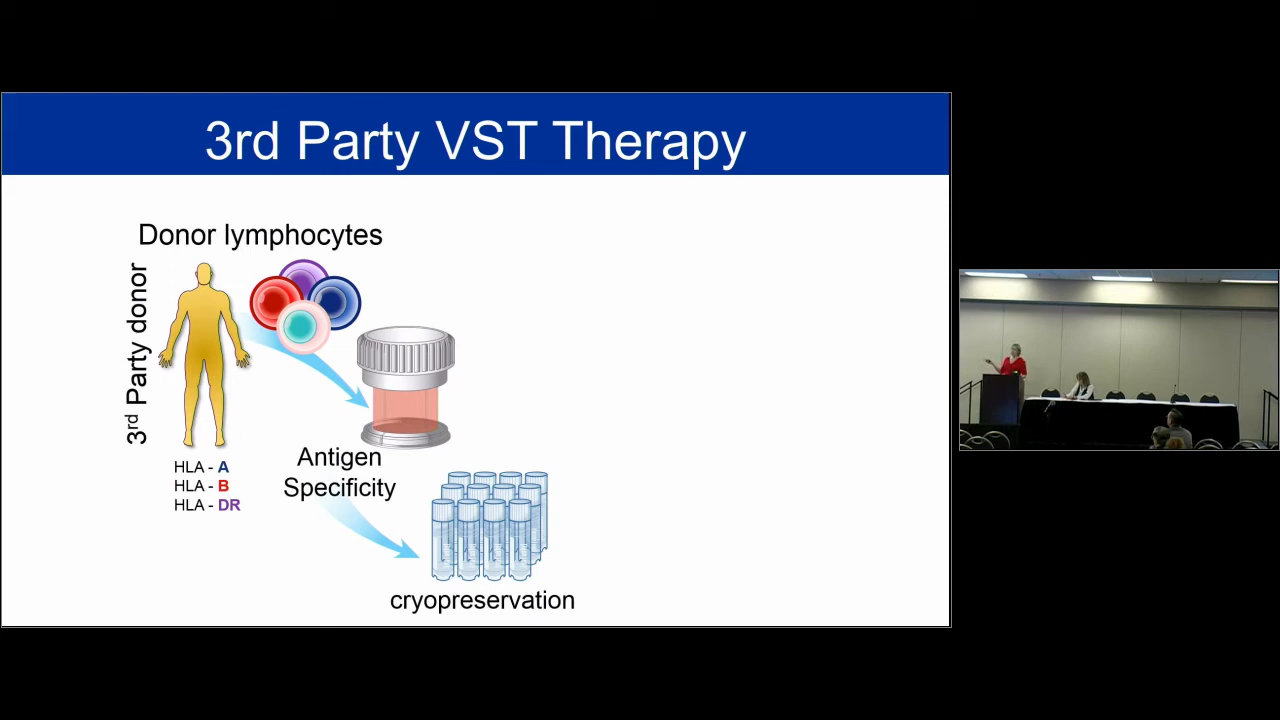 3rd Party VST Therapy
Donor lymphocytes
3rd Party donor
HLA - A
HLA - B
HLA - DR
Antigen
Specificity
cryopreservation